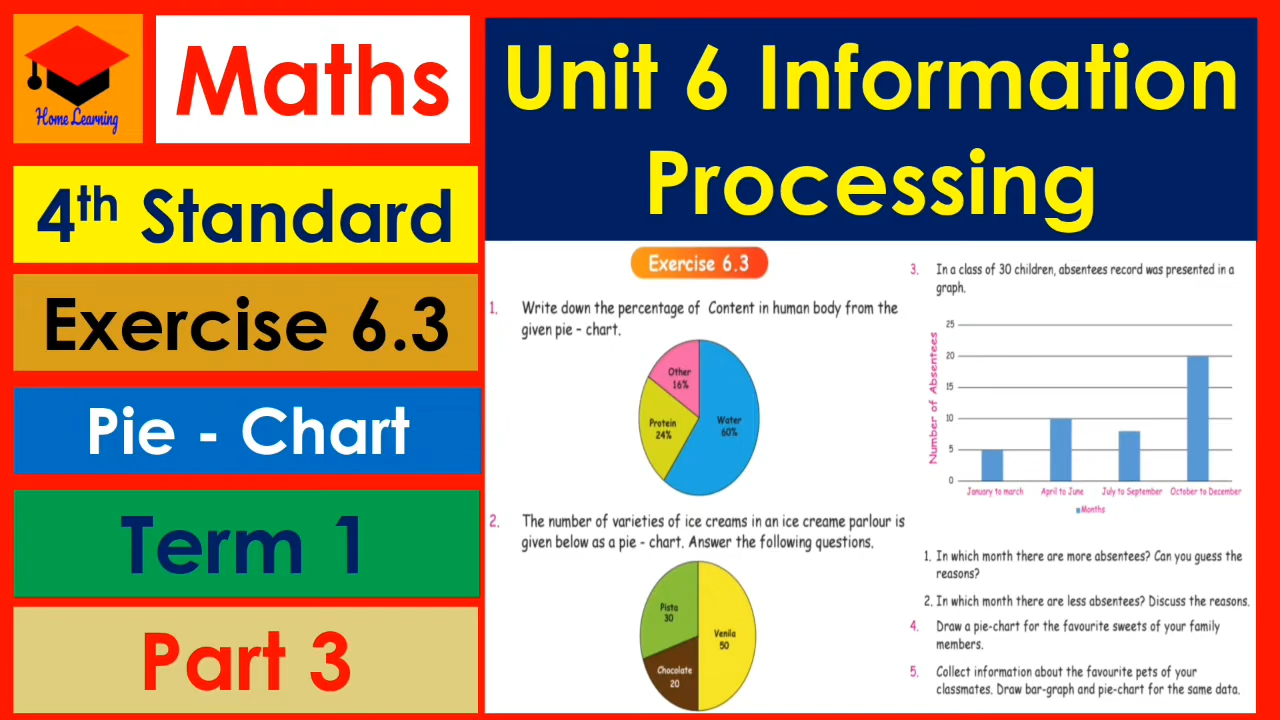 Home Learning
Maths
4th Standard
Exercise 6.3
Pie - Chart
Term 1
Part 3
Unit 6 Information
Processing
Exercise 6.3
1. Write down the percentage of Content in human body from the
given pie - chart.
Other
16%
Protein
24%
Water
60%
2. The number of varieties of ice creams in an ice creame parlour is
given below as a pie - chart. Answer the following questions.
Pista
30
Venila
50
Chocolate
20
3. In a class of 30 children, absentees record was presented in a
graph.
Number of Absentees
25
20
15
10
5
0
January to march April to June July to September October to December
Months
1. In which month there are more absentees? Can you guess the
reasons?
2. In which month there are less absentees? Discuss the reasons.
4. Draw a pie-chart for the favourite sweets of your family
members.
5. Collect information about the favourite pets of your
classmates. Draw bar-graph and pie-chart for the same data.